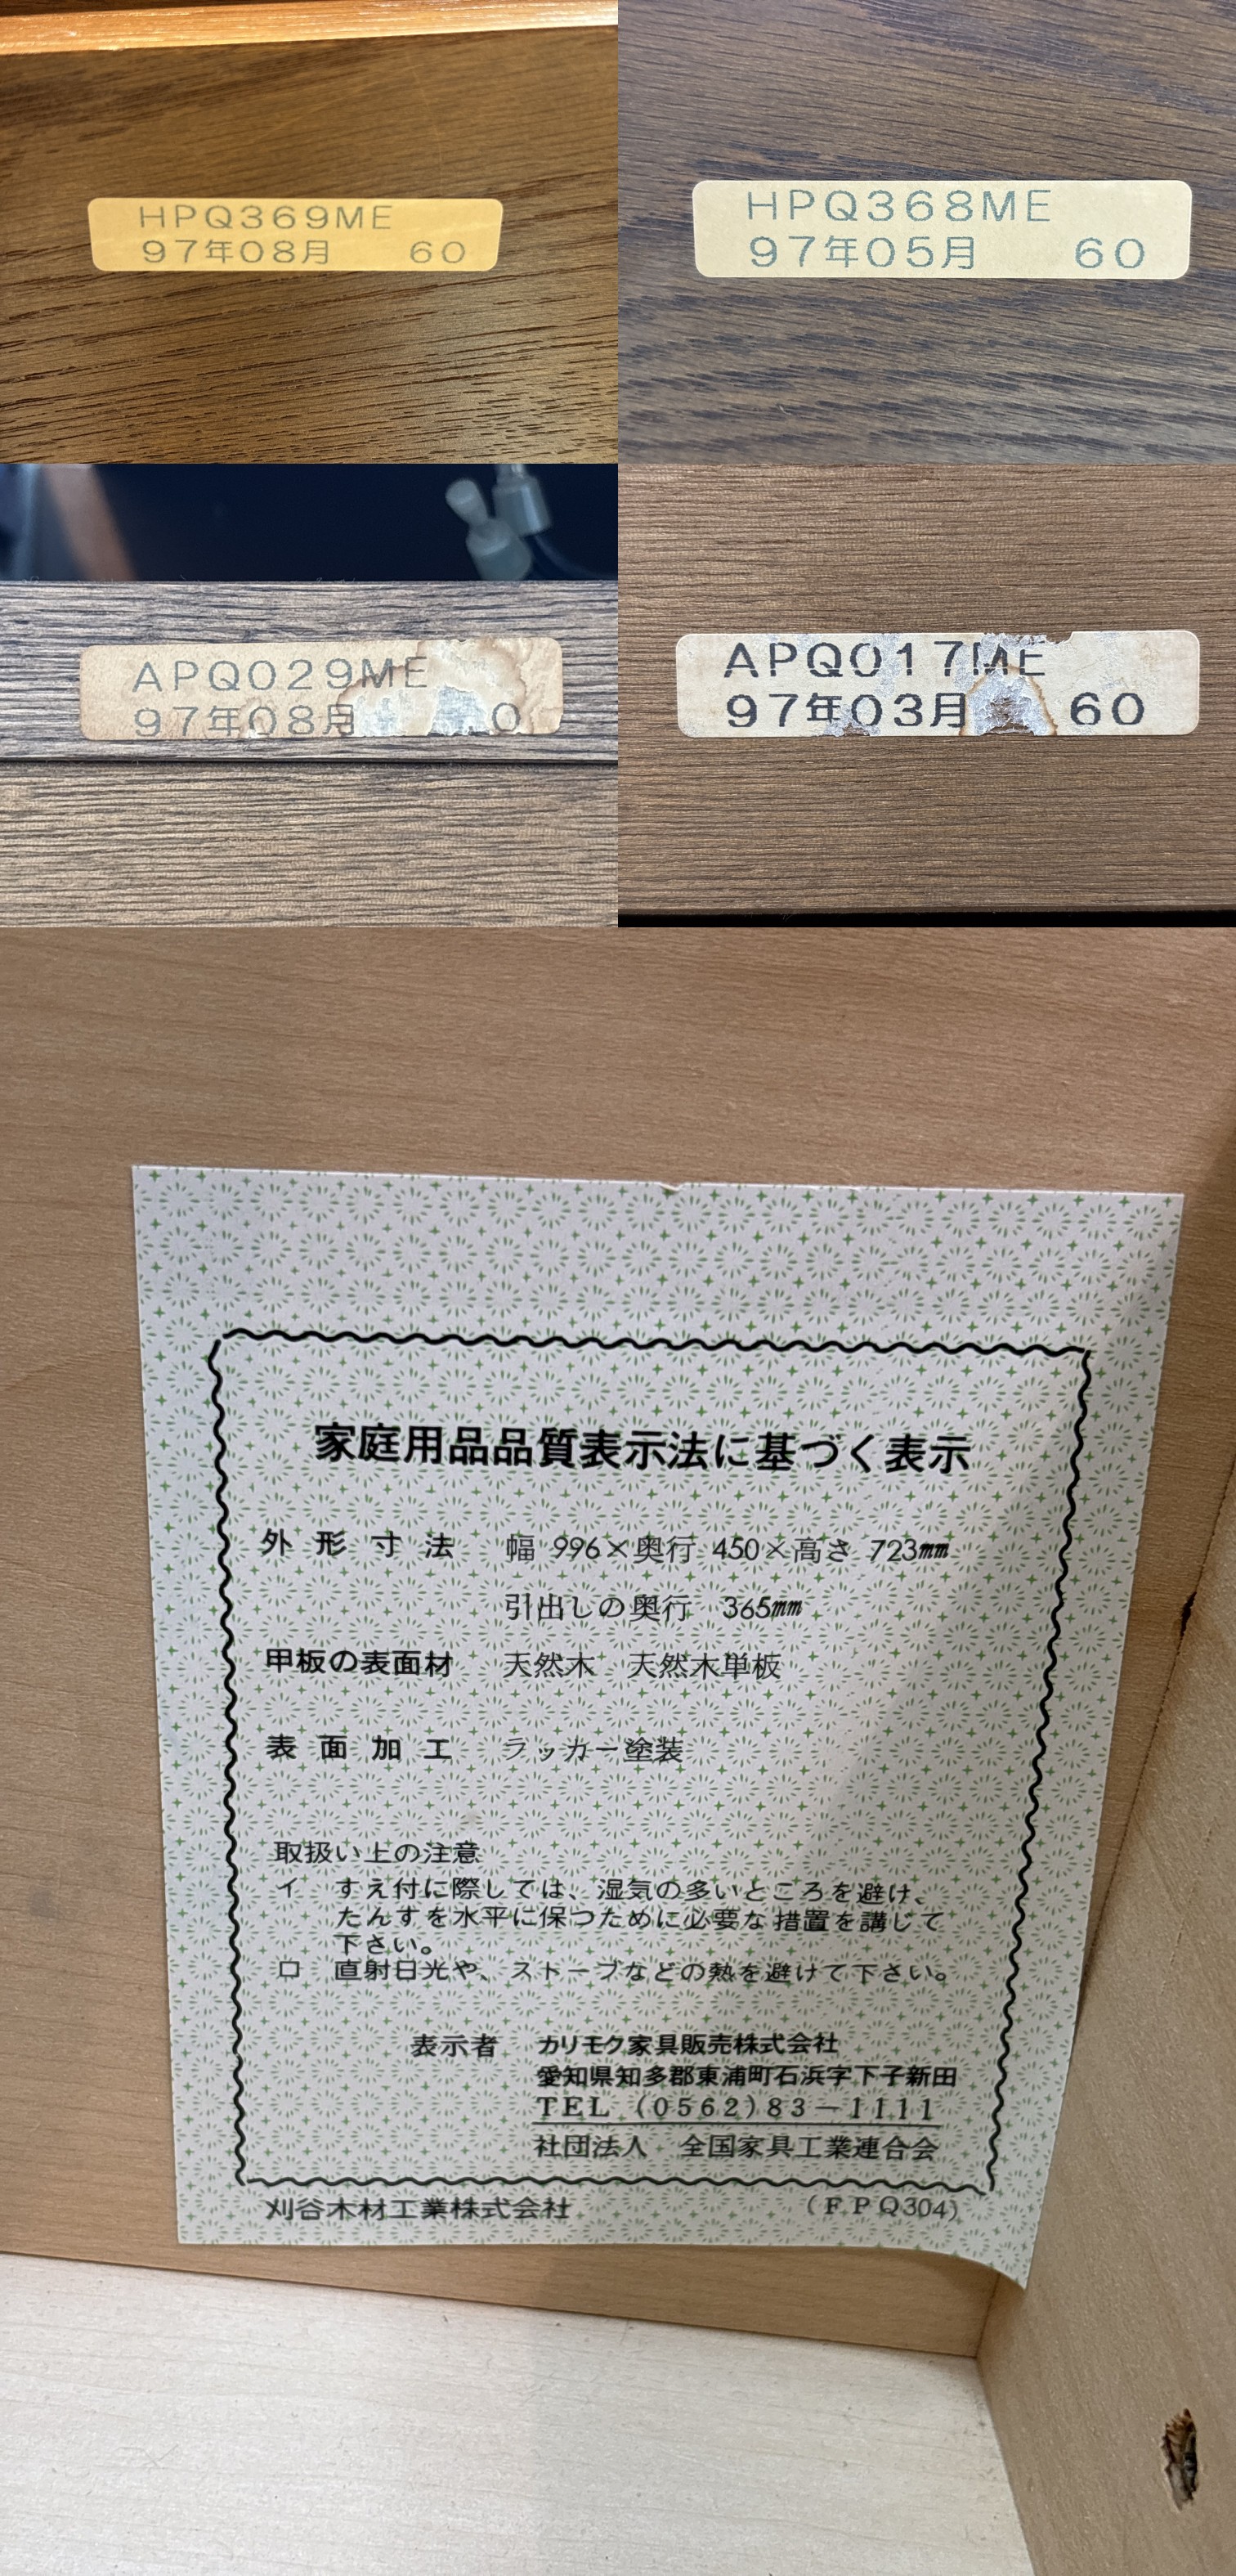 HPQ369ME
97年08月 60
HPQ368ME
97年05月 60
APQ029ME
97年08月 0
APQ017ME
97年03月 60
家庭用品品質表示法に基づく表示
外形寸法 幅 996×奥行 450×高さ 723mm
引出しの奥行 365mm
甲板の表面材 天然木 天然木単板
表面加工 ラッカー塗装
取扱い上の注意
イ すえ付に際しては、湿気の多いところを避け、
たんすを水平に保つために必要な措置を講じて
下さい。
ロ 直射日光や、ストーブなどの熱を避けて下さい。
表示者 カリモク家具販売株式会社
愛知県知多郡東浦町石浜字下子新田
TEL (0562)83-1111
社団法人 全国家具工業連合会
刈谷木材工業株式会社 (FPQ304)